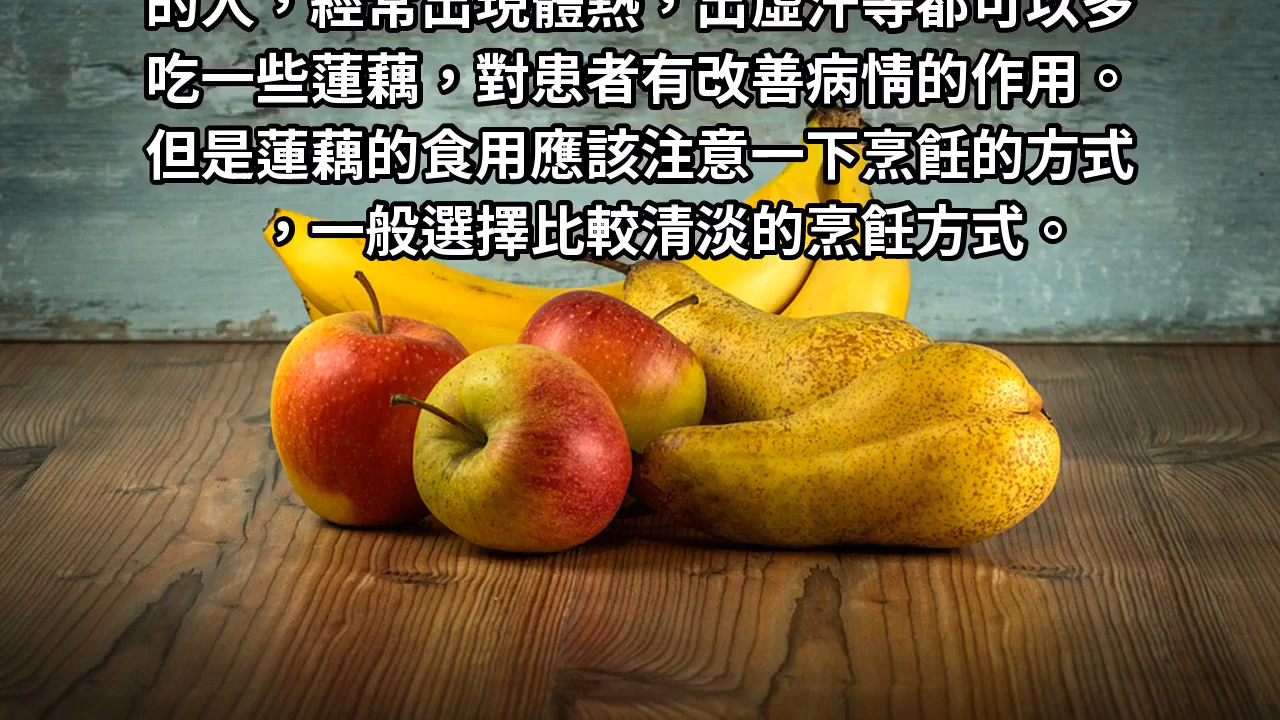 的人，經常出現體熱，出虛汗等都可以多
吃一些蓮藕，對患者有改善病情的作用。
但是蓮藕的食用應該注意一下烹飪的方式
，一般選擇比較清淡的烹飪方式。